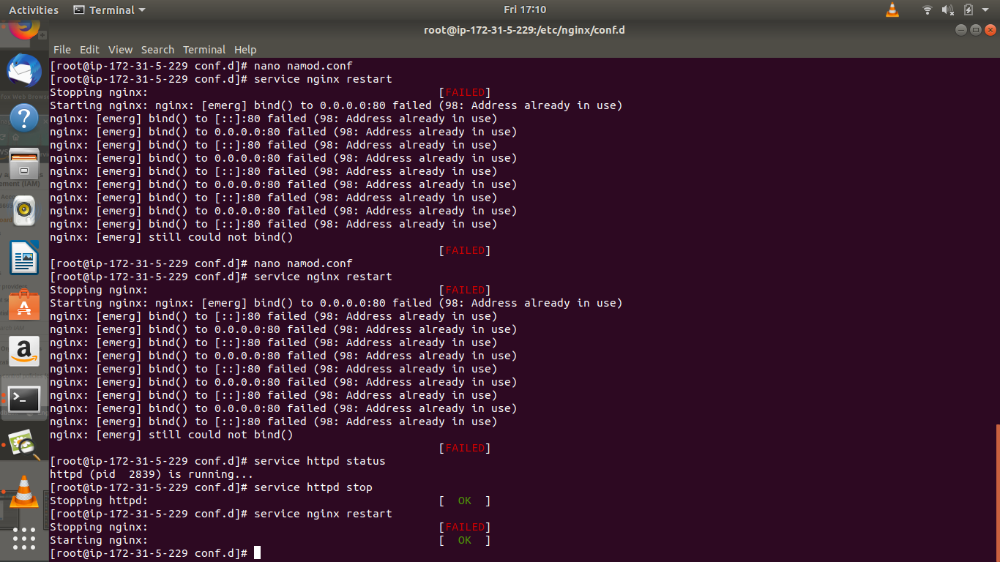 Activities Terminal Fri 17:10
root@ip-172-31-5-229:/etc/nginx/conf.d
File Edit View Search Terminal Help
[root@ip-172-31-5-229 conf.d]# nano namod.conf
[root@ip-172-31-5-229 conf.d]# service nginx restart
Stopping nginx: [FAILED]
Starting nginx: nginx: [emerg] bind() to 0.0.0.0:80 failed (98: Address already in use)
nginx: [emerg] bind() to [::]:80 failed (98: Address already in use)
nginx: [emerg] bind() to 0.0.0.0:80 failed (98: Address already in use)
nginx: [emerg] bind() to [::]:80 failed (98: Address already in use)
nginx: [emerg] bind() to 0.0.0.0:80 failed (98: Address already in use)
nginx: [emerg] bind() to [::]:80 failed (98: Address already in use)
nginx: [emerg] bind() to 0.0.0.0:80 failed (98: Address already in use)
nginx: [emerg] bind() to [::]:80 failed (98: Address already in use)
nginx: [emerg] bind() to 0.0.0.0:80 failed (98: Address already in use)
nginx: [emerg] bind() to [::]:80 failed (98: Address already in use)
nginx: [emerg] still could not bind()
[FAILED]
[root@ip-172-31-5-229 conf.d]# nano namod.conf
[root@ip-172-31-5-229 conf.d]# service nginx restart
Stopping nginx: [FAILED]
Starting nginx: nginx: [emerg] bind() to 0.0.0.0:80 failed (98: Address already in use)
nginx: [emerg] bind() to [::]:80 failed (98: Address already in use)
nginx: [emerg] bind() to 0.0.0.0:80 failed (98: Address already in use)
nginx: [emerg] bind() to [::]:80 failed (98: Address already in use)
nginx: [emerg] bind() to 0.0.0.0:80 failed (98: Address already in use)
nginx: [emerg] bind() to [::]:80 failed (98: Address already in use)
nginx: [emerg] bind() to 0.0.0.0:80 failed (98: Address already in use)
nginx: [emerg] bind() to [::]:80 failed (98: Address already in use)
nginx: [emerg] bind() to 0.0.0.0:80 failed (98: Address already in use)
nginx: [emerg] bind() to [::]:80 failed (98: Address already in use)
nginx: [emerg] still could not bind()
[FAILED]
[root@ip-172-31-5-229 conf.d]# service httpd status
httpd (pid  2839) is running...
[root@ip-172-31-5-229 conf.d]# service httpd stop
Stopping httpd: [  OK  ]
[root@ip-172-31-5-229 conf.d]# service nginx restart
Stopping nginx: [FAILED]
Starting nginx: [  OK  ]
[root@ip-172-31-5-229 conf.d]#